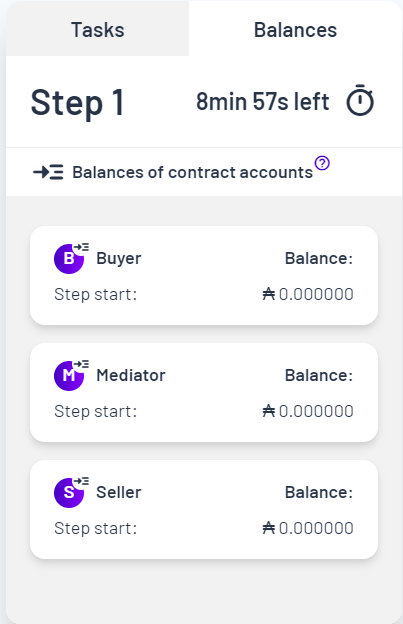 Tasks Balances
Step 1 8min 57s left
Balances of contract accounts ?
B Buyer Balance:
Step start: ₳ 0.000000
M Mediator Balance:
Step start: ₳ 0.000000
S Seller Balance:
Step start: ₳ 0.000000